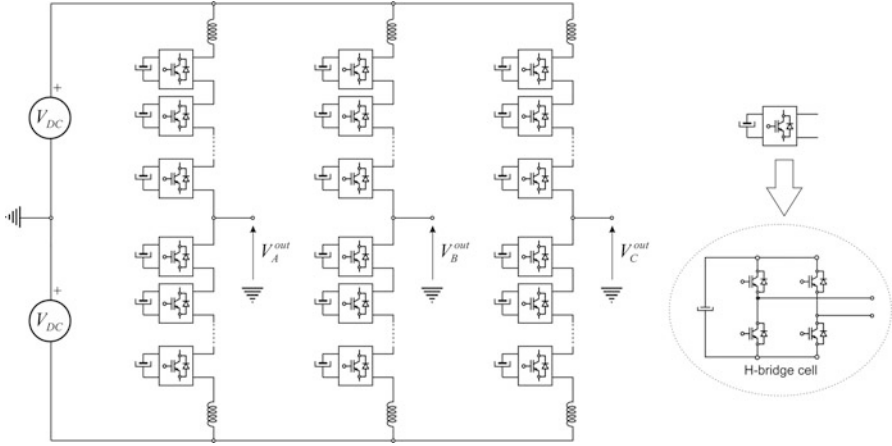 +
V_DC
V_A^out
V_B^out
V_C^out
+
V_DC
H-bridge cell